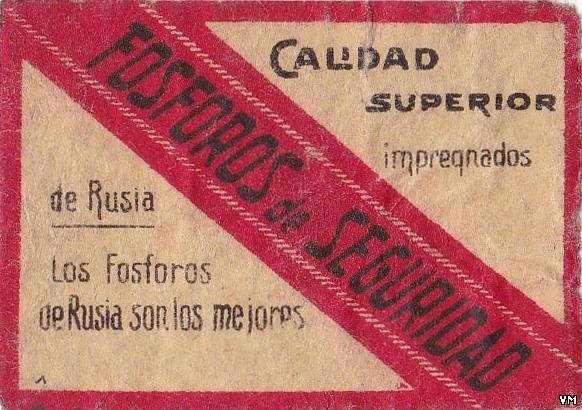 FOSFOROS de SEGURIDAD
CALIDAD
SUPERIOR
impregnados
de Rusia
Los Fosforos
de Rusia son los mejores
VM